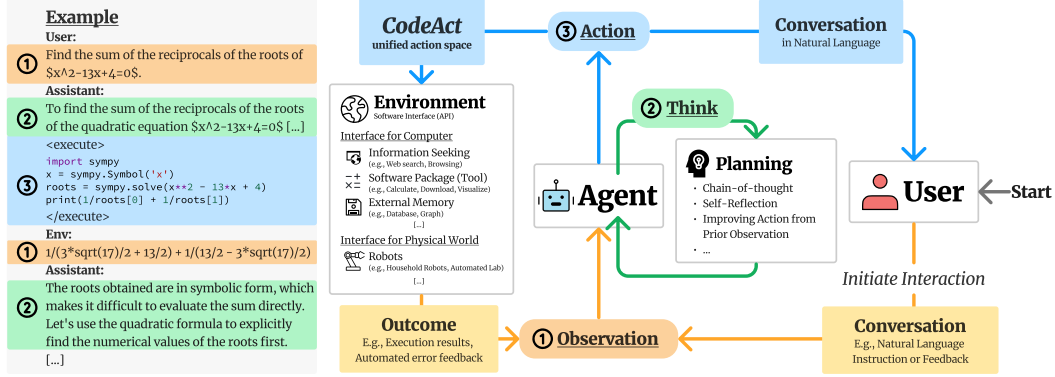 Example
User:
① Find the sum of the reciprocals of the roots of
$x^2-13x+4=0$.
Assistant:
② To find the sum of the reciprocals of the roots
of the quadratic equation $x^2-13x+4=0$ [...]
<execute>
③ import sympy
x = sympy.Symbol('x')
roots = sympy.solve(x**2 - 13*x + 4)
print(1/roots[0] + 1/roots[1])
</execute>
Env:
① 1/(3*sqrt(17)/2 + 13/2) + 1/(13/2 - 3*sqrt(17)/2)
Assistant:
② The roots obtained are in symbolic form, which
makes it difficult to evaluate the sum directly.
Let's use the quadratic formula to explicitly
find the numerical values of the roots first.
[...]
CodeAct
unified action space
③ Action
Conversation
in Natural Language
Environment
Software Interface (API)
Interface for Computer
Information Seeking
(e.g., Web search, Browsing)
Software Package (Tool)
(e.g., Calculate, Download, Visualize)
External Memory
(e.g., Database, Graph)
[...]
Interface for Physical World
Robots
(e.g., Household Robots, Automated Lab)
[...]
② Think
Agent
Planning
· Chain-of-thought
· Self-Reflection
· Improving Action from
Prior Observation
· ...
User
Start
Initiate Interaction
Outcome
E.g., Execution results,
Automated error feedback
① Observation
Conversation
E.g., Natural Language
Instruction or Feedback